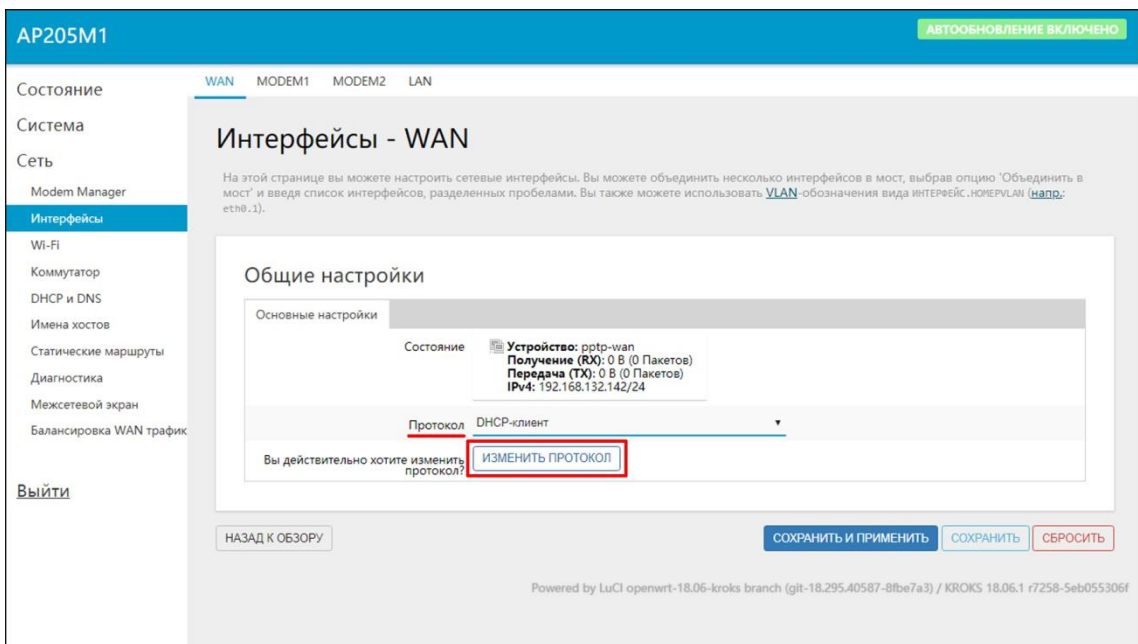 AP205M1
АВТООБНОВЛЕНИЕ ВКЛЮЧЕНО
Состояние
Система
Сеть
Modem Manager
Интерфейсы
Wi-Fi
Коммутатор
DHCP и DNS
Имена хостов
Статические маршруты
Диагностика
Межсетевой экран
Балансировка WAN трафик
Выйти
WAN MODEM1 MODEM2 LAN
Интерфейсы - WAN
На этой странице вы можете настроить сетевые интерфейсы. Вы можете объединить несколько интерфейсов в мост, выбрав опцию 'Объединить в
мост' и введя список интерфейсов, разделенных пробелами. Вы также можете использовать VLAN-обозначения вида ИНТЕРФЕЙС.НОМЕРVLAN (напр.:
eth0.1).
Общие настройки
Основные настройки
Состояние
Устройство: pptp-wan
Получение (RX): 0 B (0 Пакетов)
Передача (TX): 0 B (0 Пакетов)
IPv4: 192.168.132.142/24
Протокол DHCP-клиент
Вы действительно хотите изменить
протокол?
ИЗМЕНИТЬ ПРОТОКОЛ
НАЗАД К ОБЗОРУ СОХРАНИТЬ И ПРИМЕНИТЬ СОХРАНИТЬ СБРОСИТЬ
Powered by LuCI openwrt-18.06-kroks branch (git-18.295.40587-8fbe7a3) / KROKS 18.06.1 r7258-5eb055306f